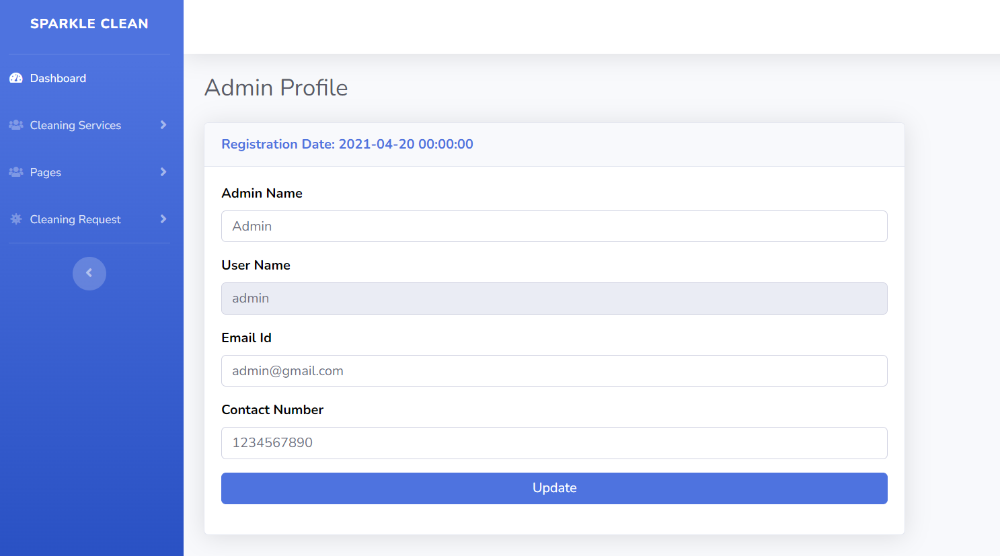 SPARKLE CLEAN
Dashboard
Cleaning Services
Pages
Cleaning Request
Admin Profile
Registration Date: 2021-04-20 00:00:00
Admin Name
Admin
User Name
admin
Email Id
admin@gmail.com
Contact Number
1234567890
Update